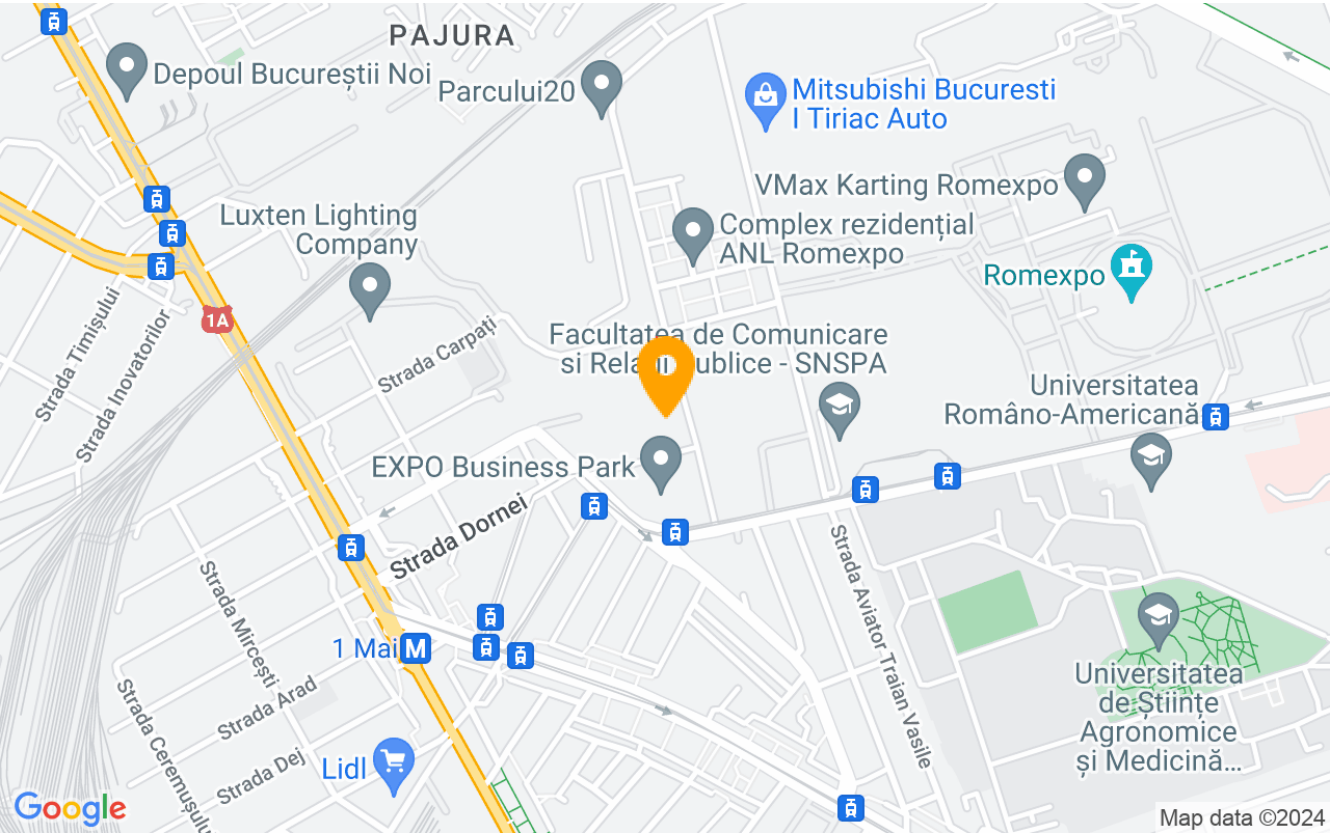 PAJURA
Depoul Bucureștii Noi
Parcului20
Mitsubishi Bucuresti
I Tiriac Auto
VMax Karting Romexpo
Luxten Lighting
Company
Complex rezidențial
ANL Romexpo
Romexpo
1A
Strada Timișului
Strada Inovatorilor
Strada Carpați
Facultatea de Comunicare
si Relații Publice - SNSPA
Universitatea
Româno-Americană
EXPO Business Park
Strada Dornei
Strada Aviator Traian Vasile
Strada Mircești
1 Mai M
Strada Arad
Strada Ceremușului
Strada Dej
Lidl
Universitatea
de Științe
Agronomice
și Medicină...
Google
Map data ©2024